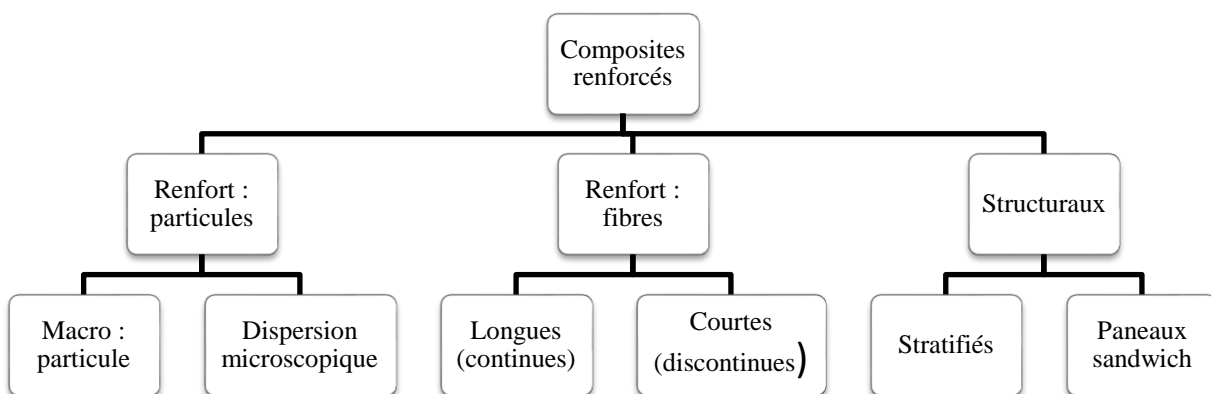 Composites
renforcés
Renfort :
particules
Renfort :
fibres
Structuraux
Macro :
particule
Dispersion
microscopique
Longues
(continues)
Courtes
(discontinues)
Stratifiés
Paneaux
sandwich